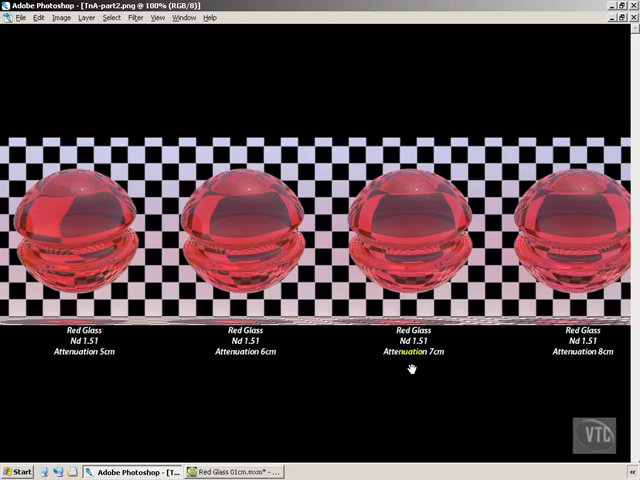 Adobe Photoshop - [TnA-part2.png @ 100% (RGB/8)]
File Edit Image Layer Select Filter View Window Help
Red Glass
Nd 1.51
Attenuation 5cm
Red Glass
Nd 1.51
Attenuation 6cm
Red Glass
Nd 1.51
Attenuation 7cm
Red Glass
Nd 1.51
Attenuation 8cm
VTC
Start
Adobe Photoshop - [T...
Red Glass 01cm.mxm* - ...